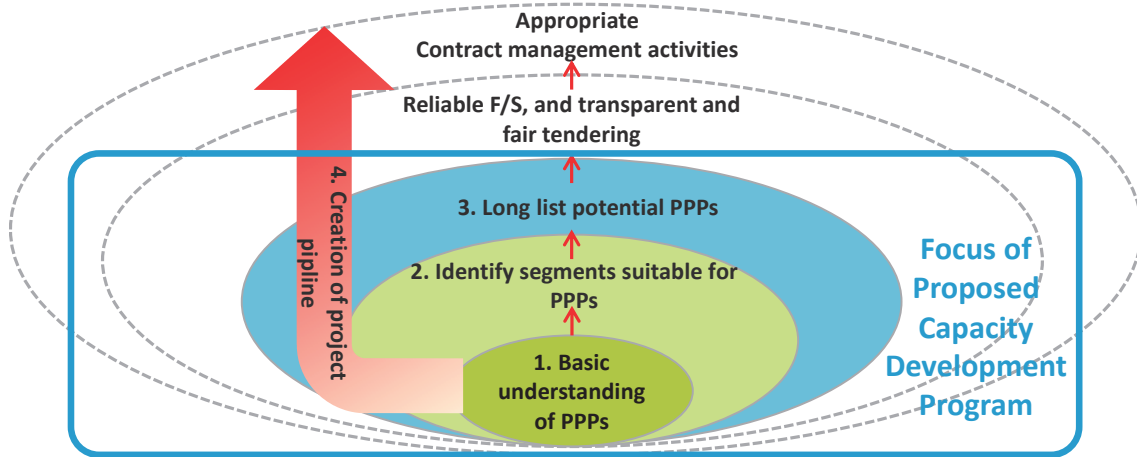 Appropriate
Contract management activities
Reliable F/S, and transparent and
fair tendering
3. Long list potential PPPs
2. Identify segments suitable for
PPPs
1. Basic
understanding
of PPPs
4. Creation of project
pipline
Focus of
Proposed
Capacity
Development
Program